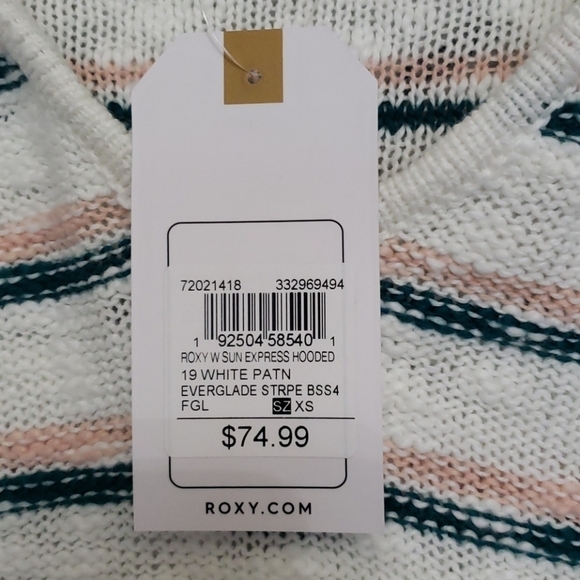 72021418 332969494
1 92504 58540 1
ROXY W SUN EXPRESS HOODED
19 WHITE PATN
EVERGLADE STRPE BSS4
FGL SZ XS
$74.99
ROXY.COM